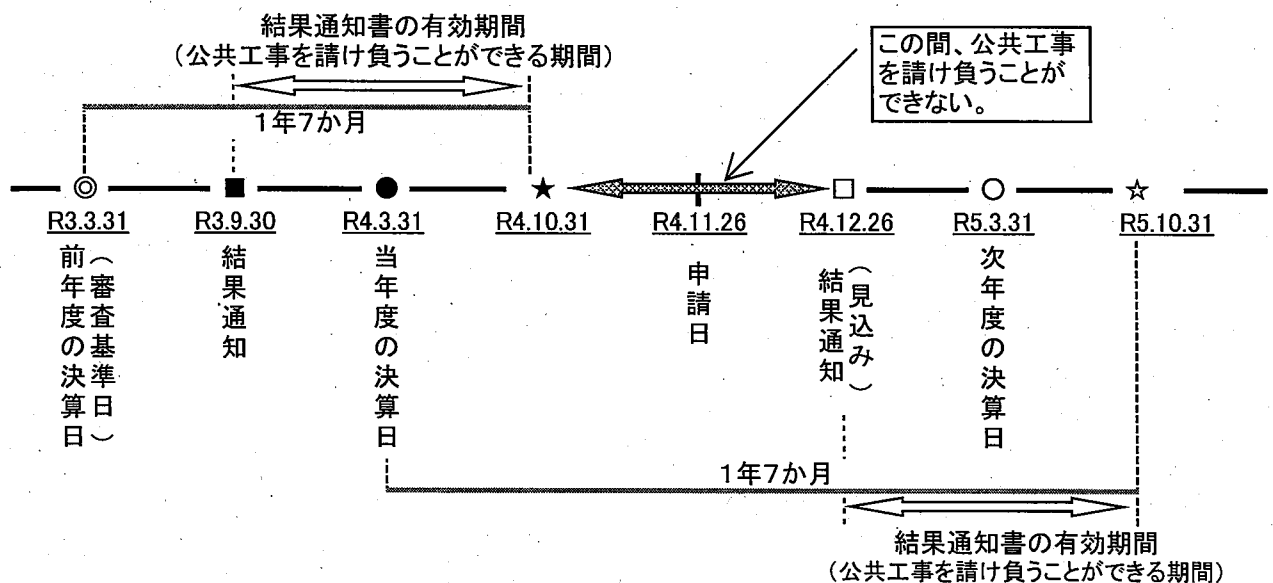 結果通知書の有効期間
（公共工事を請け負うことができる期間）
この間、公共工事
を請け負うことが
できない。
1年7か月
R3.3.31
R3.9.30
R4.3.31
R4.10.31
R4.11.26
R4.12.26
R5.3.31
R5.10.31
（審査基準日）
前年度の決算日
結果通知
当年度の決算日
申請日
（見込み）
結果通知
次年度の決算日
1年7か月
結果通知書の有効期間
（公共工事を請け負うことができる期間）